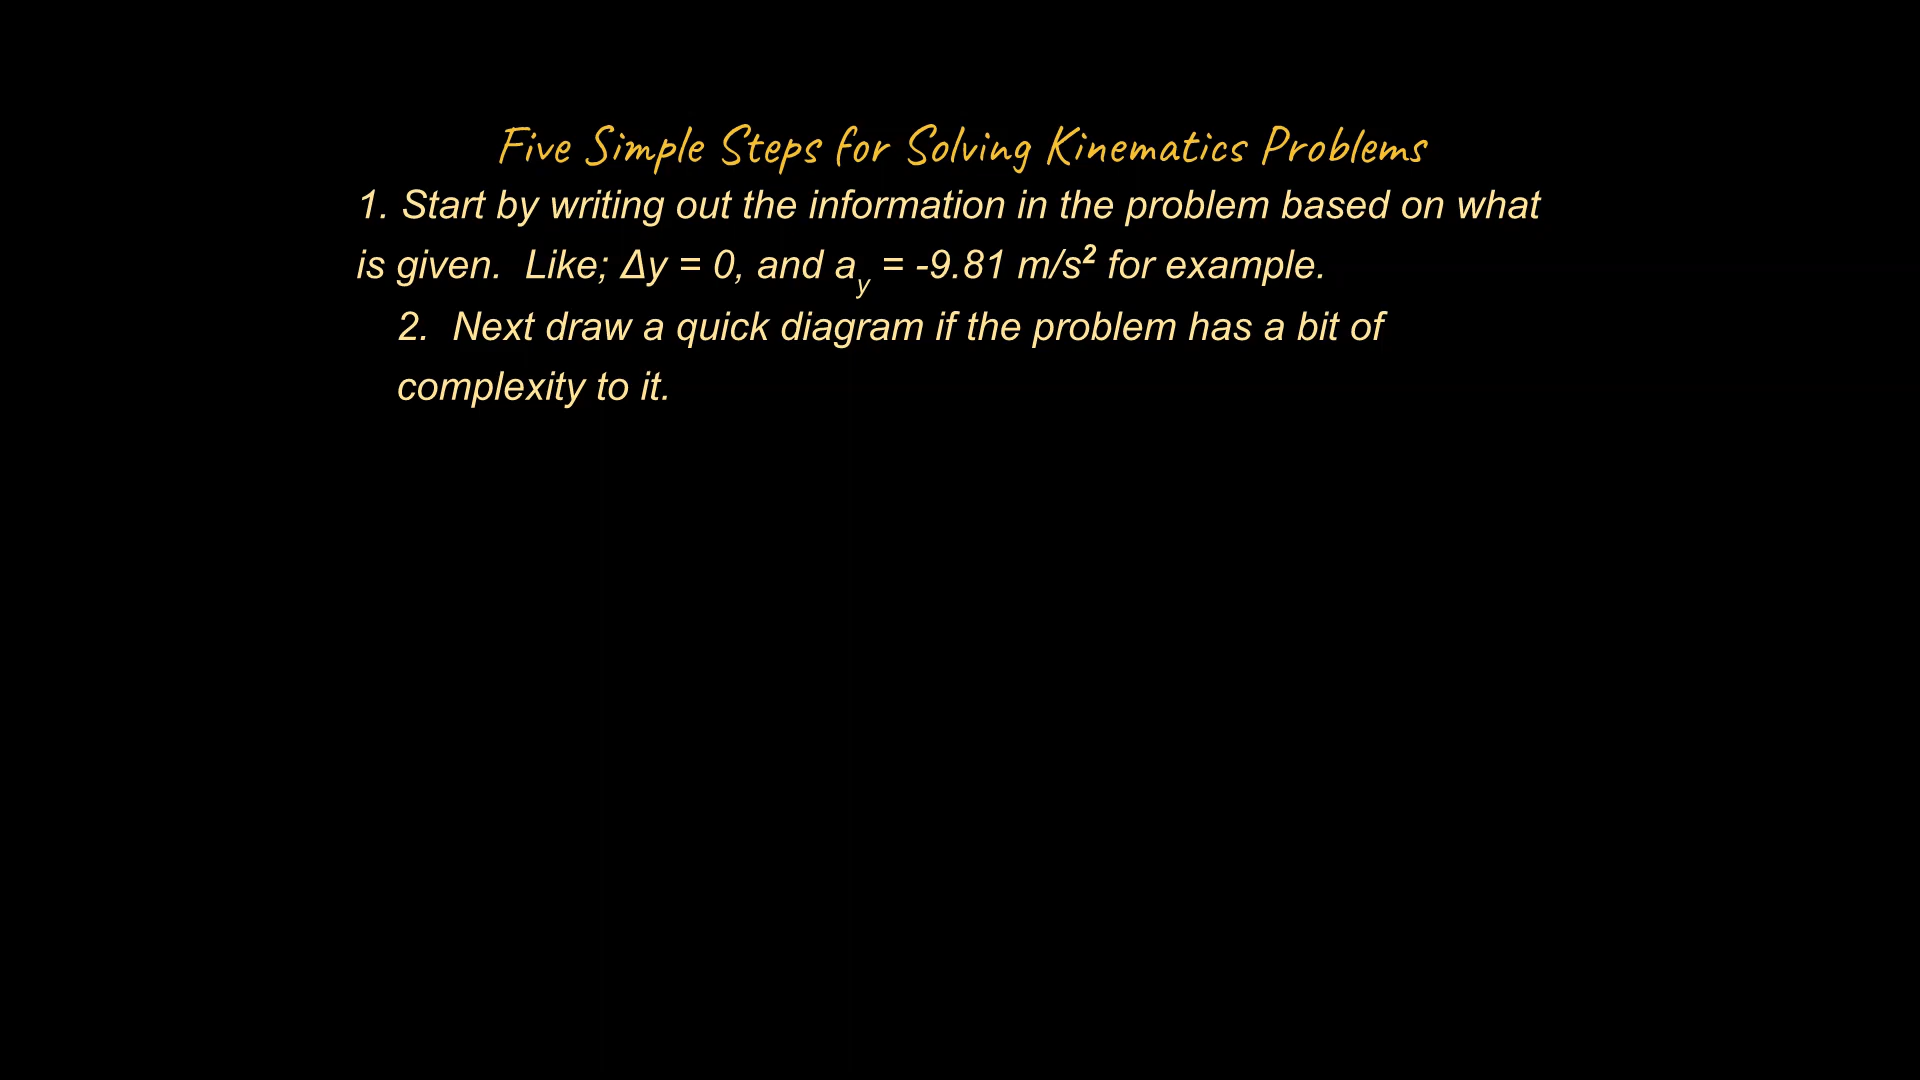 Five Simple Steps for Solving Kinematics Problems
1. Start by writing out the information in the problem based on what
is given.  Like; Δy = 0, and a_y = -9.81 m/s² for example.
2.  Next draw a quick diagram if the problem has a bit of
complexity to it.